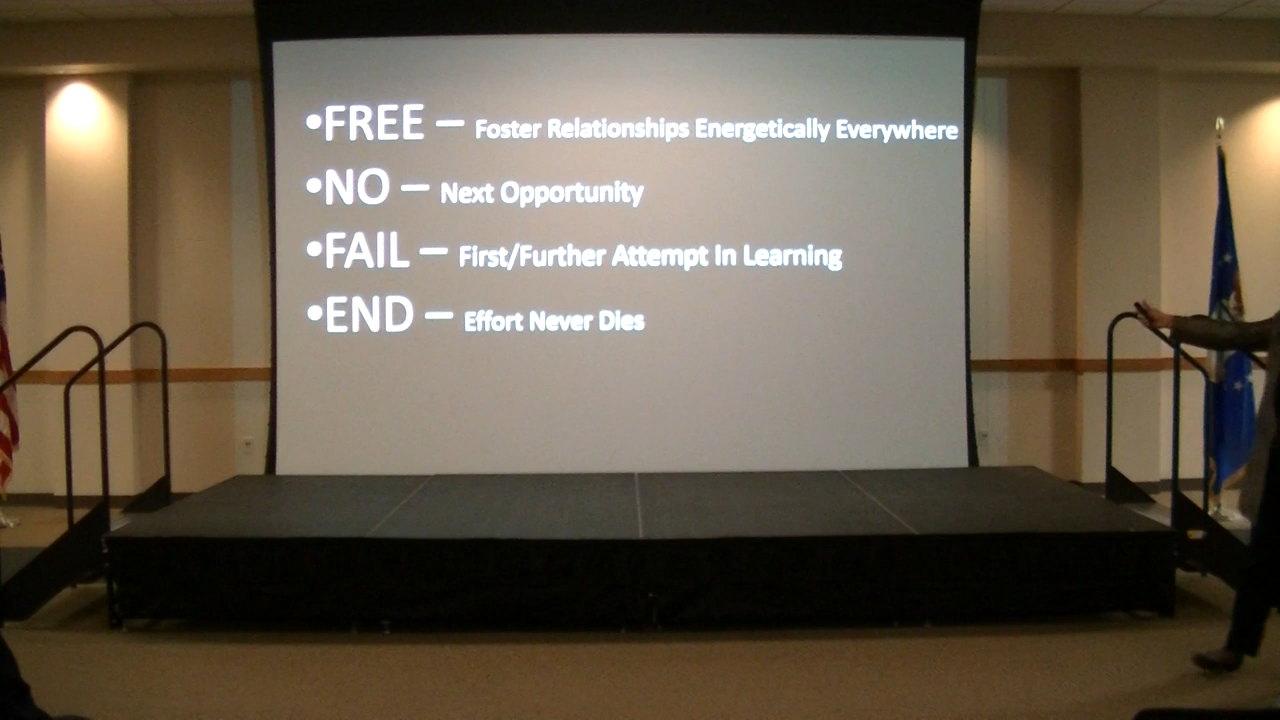 •FREE – Foster Relationships Energetically Everywhere
•NO – Next Opportunity
•FAIL – First/Further Attempt In Learning
•END – Effort Never Dies